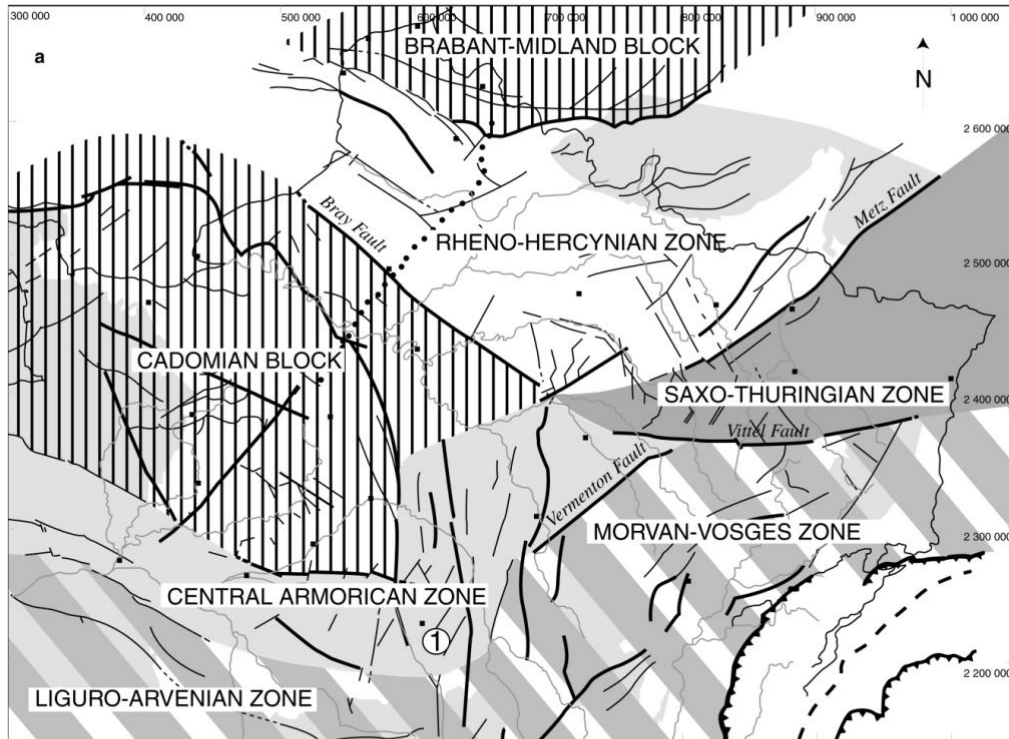 300 000 400 000 500 000 600 000 700 000 800 000 900 000 1 000 000
a
BRABANT-MIDLAND BLOCK
N
2 600 000
Bray Fault
Metz Fault
RHENO-HERCYNIAN ZONE
2 500 000
CADOMIAN BLOCK
SAXO-THURINGIAN ZONE
2 400 000
Vittel Fault
Vermenton Fault
MORVAN-VOSGES ZONE
2 300 000
CENTRAL ARMORICAN ZONE
1
2 200 000
LIGURO-ARVENIAN ZONE